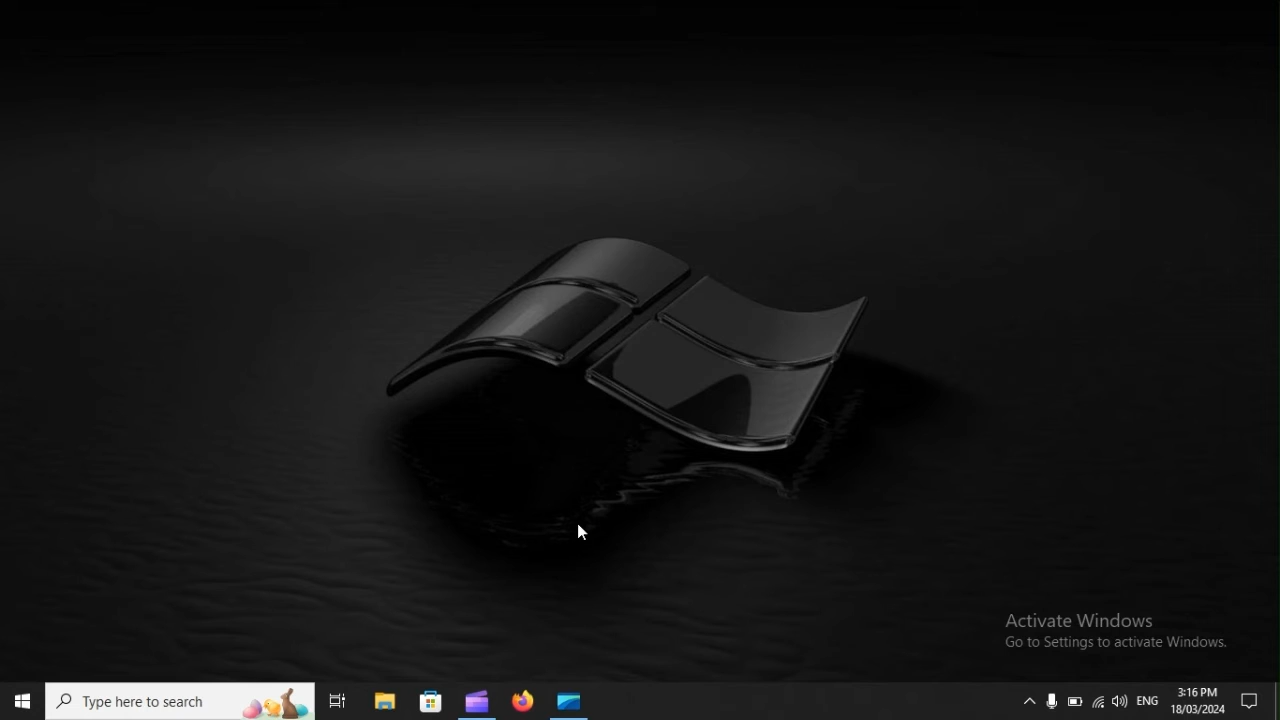 Activate Windows
Go to Settings to activate Windows.
Type here to search
ENG
3:16 PM
18/03/2024